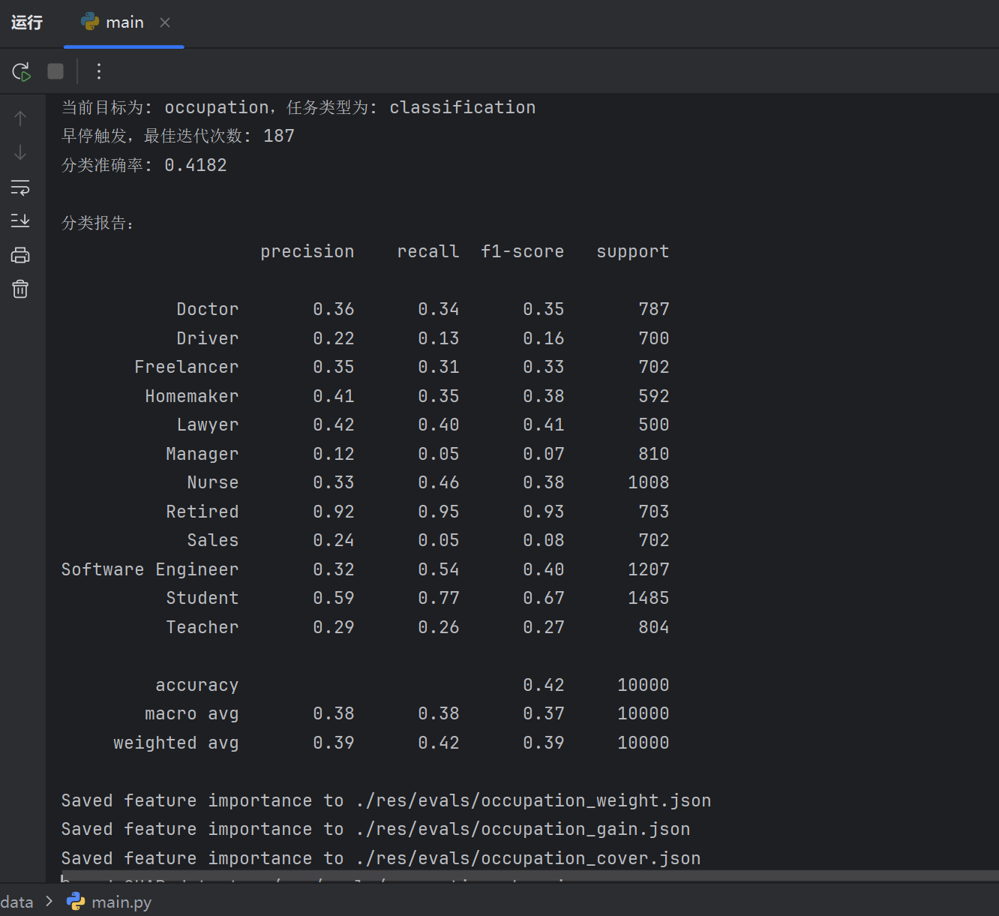 运行 main
当前目标为: occupation，任务类型为: classification
早停触发，最佳迭代次数: 187
分类准确率: 0.4182
分类报告:
precision recall f1-score support
Doctor 0.36 0.34 0.35 787
Driver 0.22 0.13 0.16 700
Freelancer 0.35 0.31 0.33 702
Homemaker 0.41 0.35 0.38 592
Lawyer 0.42 0.40 0.41 500
Manager 0.12 0.05 0.07 810
Nurse 0.33 0.46 0.38 1008
Retired 0.92 0.95 0.93 703
Sales 0.24 0.05 0.08 702
Software Engineer 0.32 0.54 0.40 1207
Student 0.59 0.77 0.67 1485
Teacher 0.29 0.26 0.27 804
accuracy 0.42 10000
macro avg 0.38 0.38 0.37 10000
weighted avg 0.39 0.42 0.39 10000
Saved feature importance to ./res/evals/occupation_weight.json
Saved feature importance to ./res/evals/occupation_gain.json
Saved feature importance to ./res/evals/occupation_cover.json
data > main.py